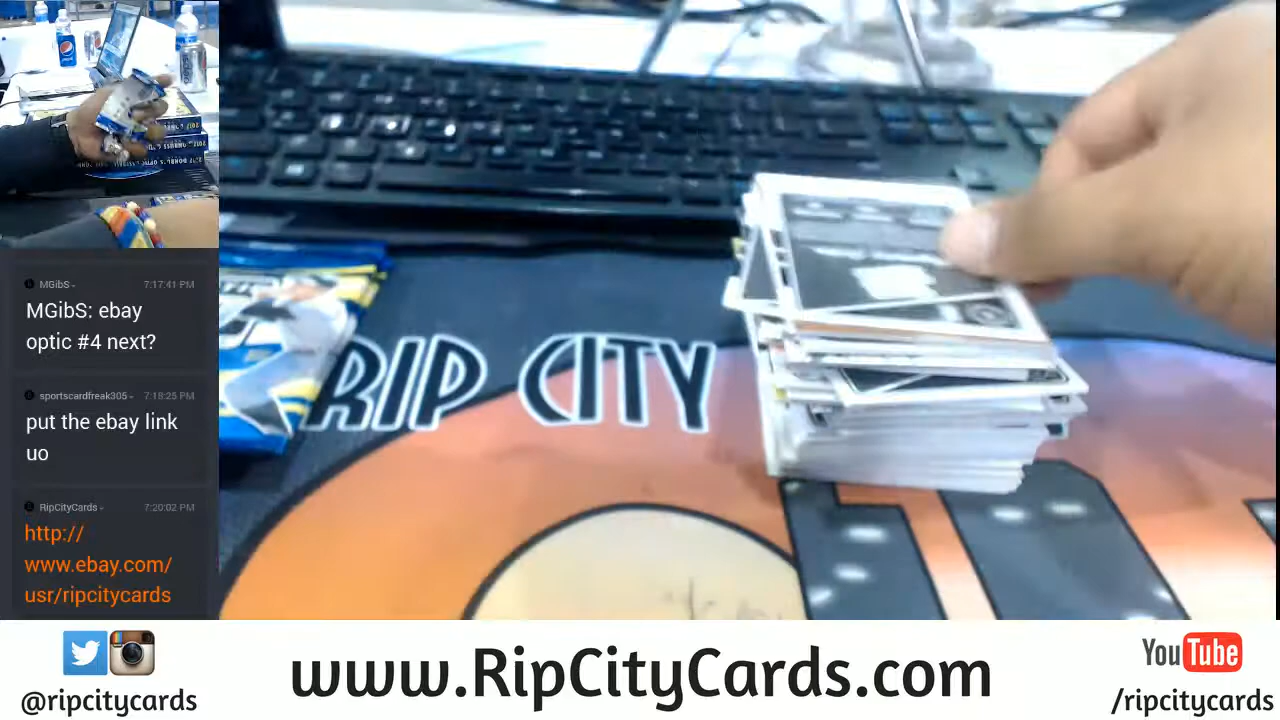 MGibS
7:17:41 PM
MGibS: ebay
optic #4 next?
sportscardfreak305
7:18:25 PM
put the ebay link
uo
RipCityCards
7:20:02 PM
http://
www.ebay.com/
usr/ripcitycards
RIP CITY
@ripcitycards
www.RipCityCards.com
YouTube
/ripcitycards